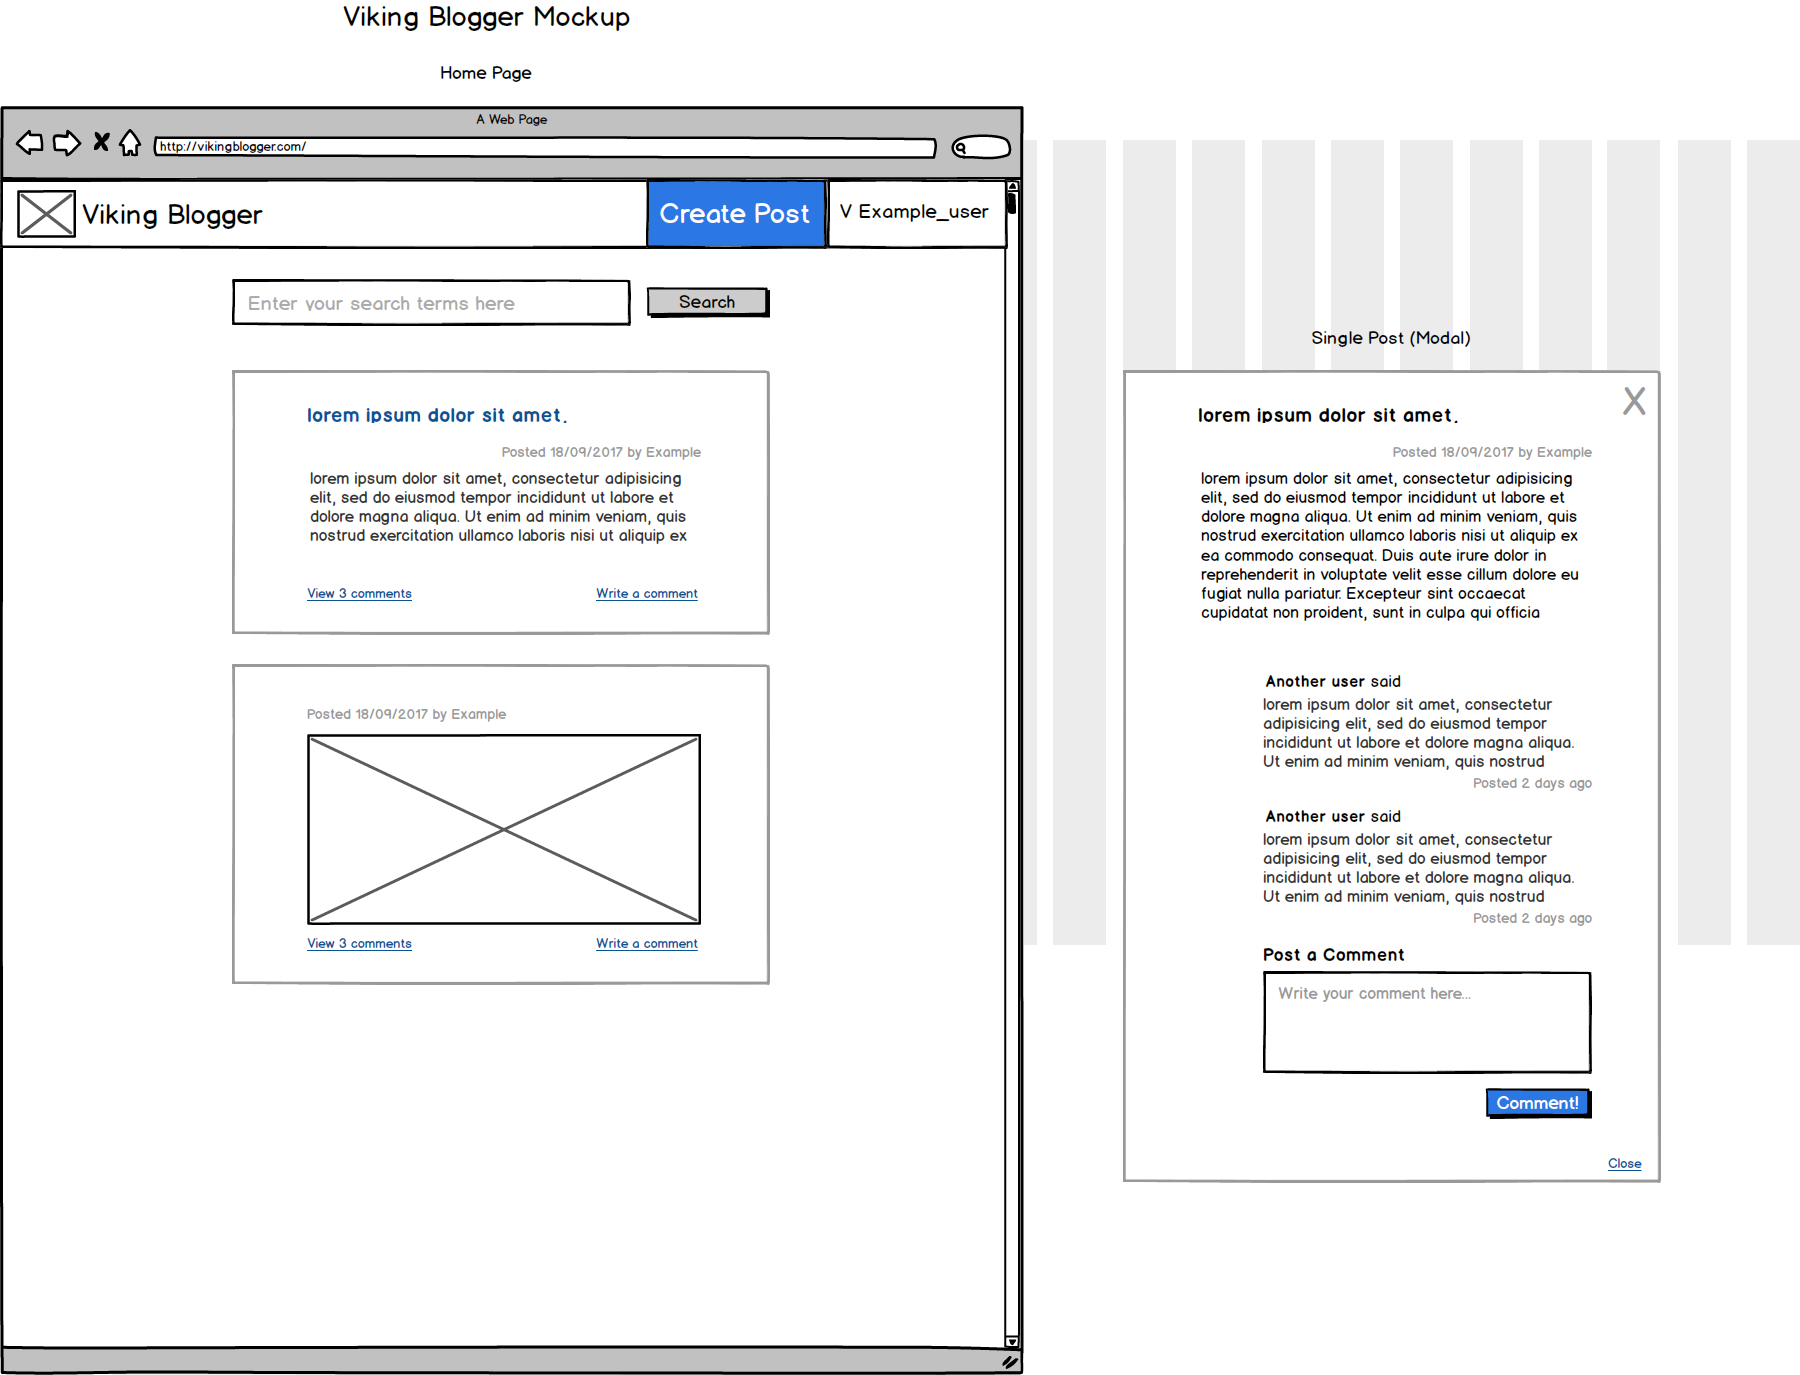 Viking Blogger Mockup
Home Page
A Web Page
http://vikingblogger.com/
Viking Blogger
Create Post
V Example_user
Enter your search terms here
Search
lorem ipsum dolor sit amet.
Posted 18/09/2017 by Example
lorem ipsum dolor sit amet, consectetur adipisicing
elit, sed do eiusmod tempor incididunt ut labore et
dolore magna aliqua. Ut enim ad minim veniam, quis
nostrud exercitation ullamco laboris nisi ut aliquip ex
View 3 comments
Write a comment
Posted 18/09/2017 by Example
View 3 comments
Write a comment
Single Post (Modal)
X
lorem ipsum dolor sit amet.
Posted 18/09/2017 by Example
lorem ipsum dolor sit amet, consectetur adipisicing
elit, sed do eiusmod tempor incididunt ut labore et
dolore magna aliqua. Ut enim ad minim veniam, quis
nostrud exercitation ullamco laboris nisi ut aliquip ex
ea commodo consequat. Duis aute irure dolor in
reprehenderit in voluptate velit esse cillum dolore eu
fugiat nulla pariatur. Excepteur sint occaecat
cupidatat non proident, sunt in culpa qui officia
Another user said
lorem ipsum dolor sit amet, consectetur
adipisicing elit, sed do eiusmod tempor
incididunt ut labore et dolore magna aliqua.
Ut enim ad minim veniam, quis nostrud
Posted 2 days ago
Another user said
lorem ipsum dolor sit amet, consectetur
adipisicing elit, sed do eiusmod tempor
incididunt ut labore et dolore magna aliqua.
Ut enim ad minim veniam, quis nostrud
Posted 2 days ago
Post a Comment
Write your comment here...
Comment!
Close